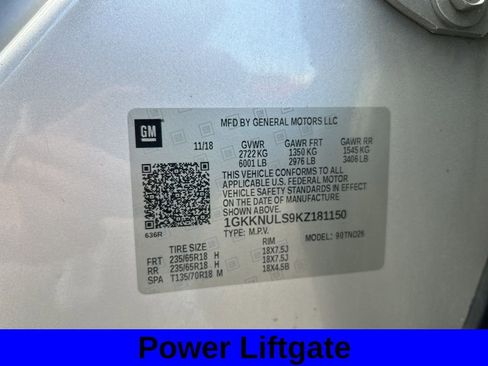 GM
MFD BY GENERAL MOTORS LLC
11/18 GVWR GAWR FRT GAWR RR
2722 KG 1350 KG 1545 KG
6001 LB 2976 LB 3406 LB
THIS VEHICLE CONFORMS TO ALL
APPLICABLE U.S. FEDERAL MOTOR
VEHICLE SAFETY STANDARDS IN EFFECT
ON THE DATE OF MANUFACTURE
SHOWN ABOVE.
1GKKNULS9KZ181150
636R TYPE: M.P.V. MODEL: 90TNO26
TIRE SIZE RIM
FRT 235/65R18 H 18X7.5J
RR 235/65R18 H 18X7.5J
SPA T135/70R18 M 18X4.5B
Power Liftgate